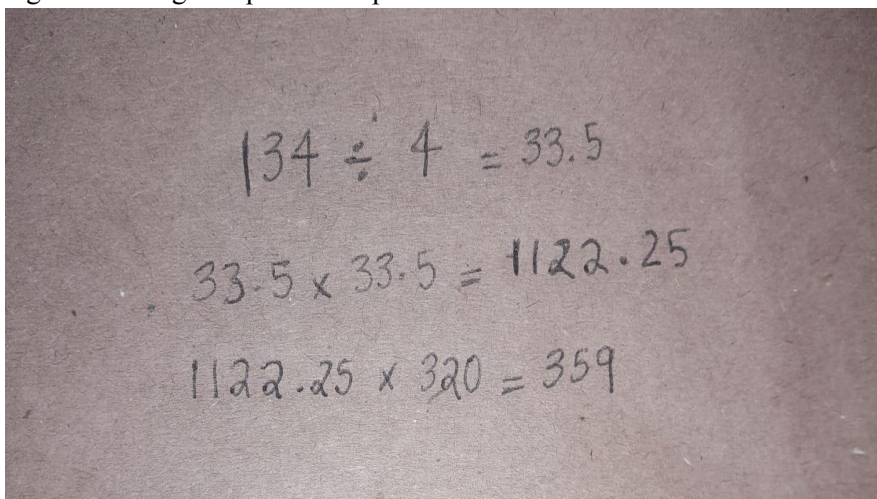 134 ÷ 4 = 33.5
33.5 x 33.5 = 1122.25
1122.25 x 320 = 359